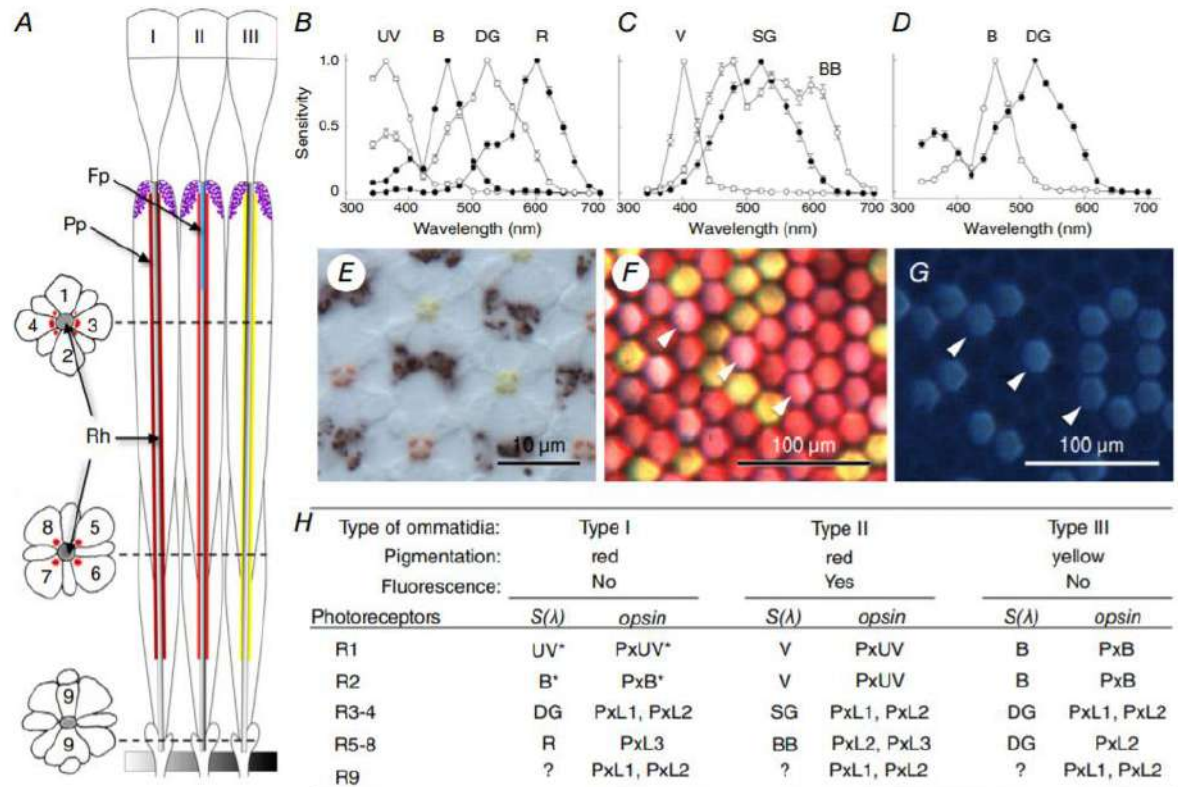 A
I II III
Fp
Pp
1
4 3
2
Rh
8 5
7 6
9
9
B
UV B DG R
Sensitvity
1.0
0.5
0
300 400 500 600 700
Wavelength (nm)
C
V SG BB
300 400 500 600 700
Wavelength (nm)
D
B DG
300 400 500 600 700
Wavelength (nm)
E
10 µm
F
100 µm
G
100 µm
H
Type of ommatidia: Type I Type II Type III
Pigmentation: red red yellow
Fluorescence: No Yes No
Photoreceptors S(λ) opsin S(λ) opsin S(λ) opsin
R1 UV* PxUV* V PxUV B PxB
R2 B* PxB* V PxUV B PxB
R3-4 DG PxL1, PxL2 SG PxL1, PxL2 DG PxL1, PxL2
R5-8 R PxL3 BB PxL2, PxL3 DG PxL2
R9 ? PxL1, PxL2 ? PxL1, PxL2 ? PxL1, PxL2